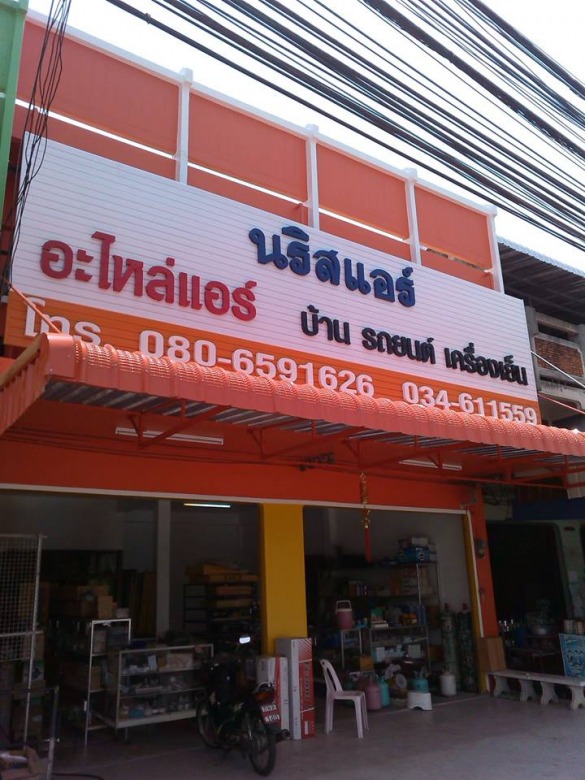 นริสแอร์
อะไหล่แอร์
บ้าน รถยนต์ เครื่องเย็น
โทร. 080-6591626 034-611559